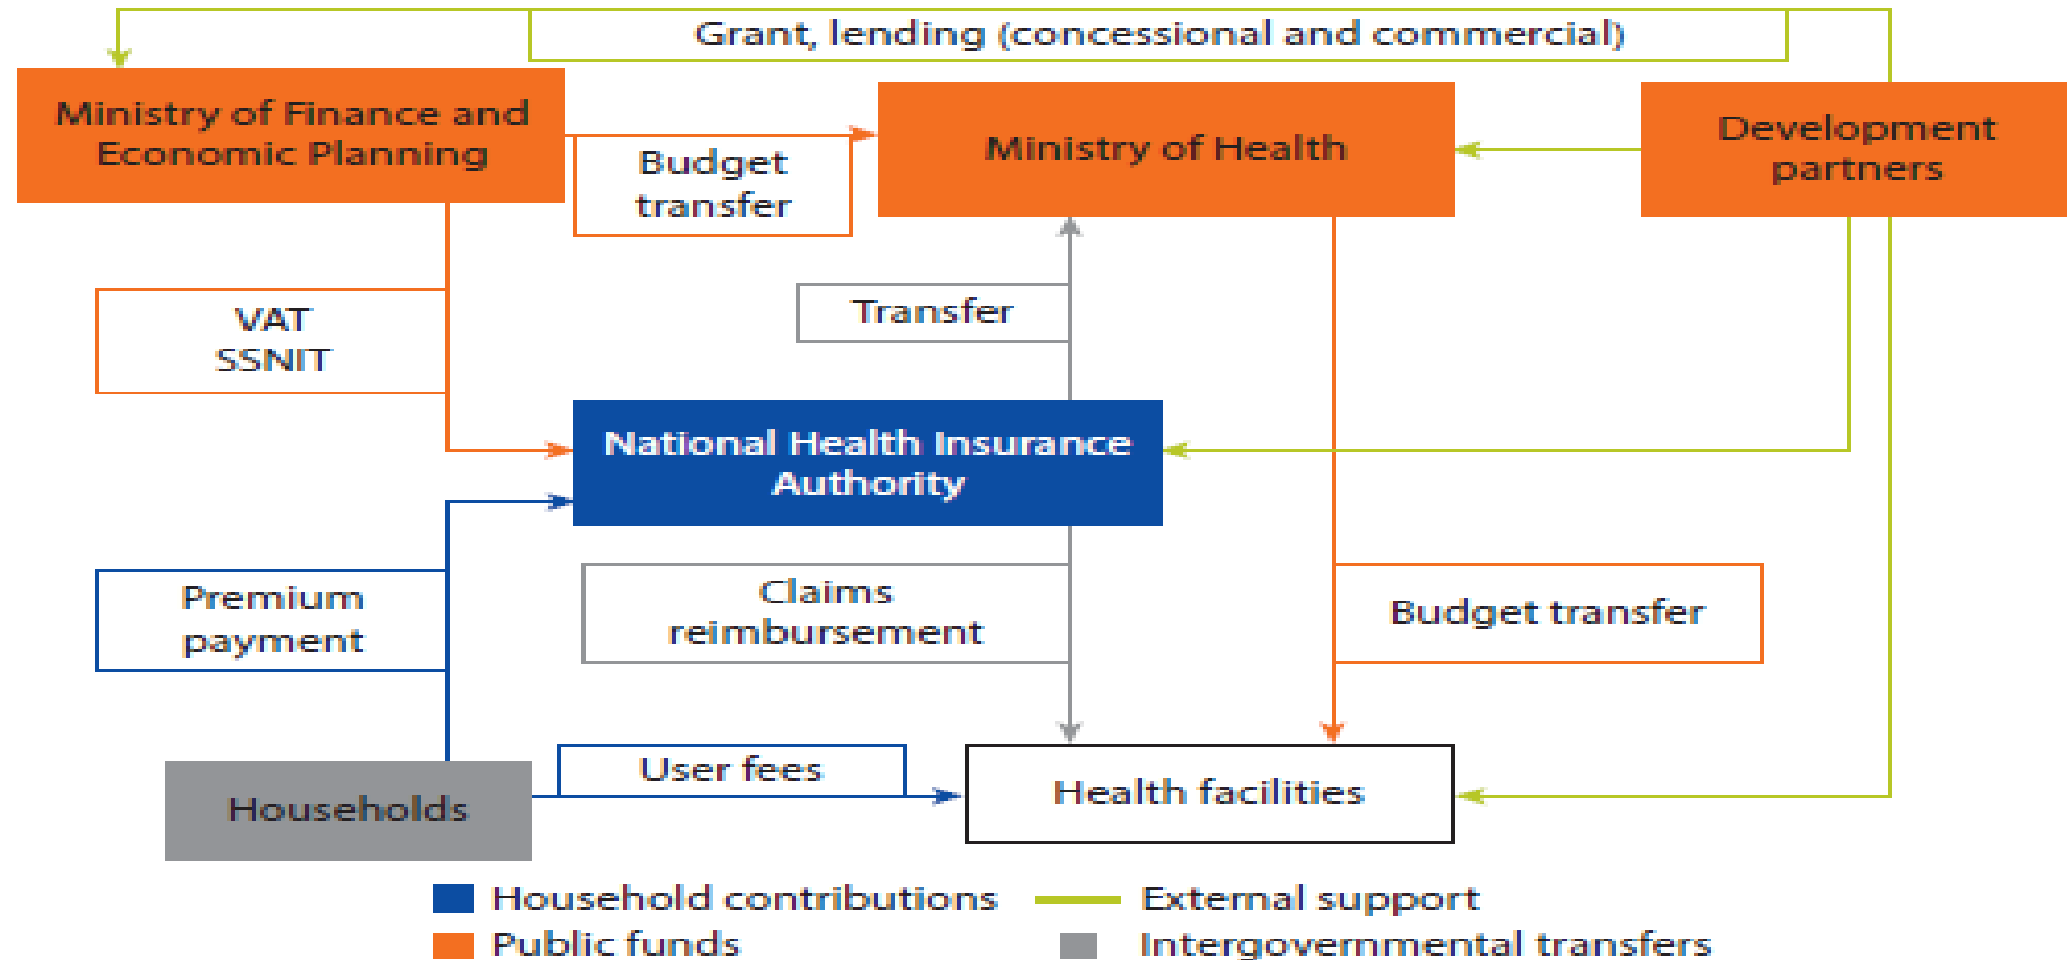 Grant, lending (concessional and commercial)
Ministry of Finance and
Economic Planning
Budget
transfer
Ministry of Health
Development
partners
VAT
SSNIT
Transfer
National Health Insurance
Authority
Premium
payment
Claims
reimbursement
Budget transfer
Households
User fees
Health facilities
Household contributions
External support
Public funds
Intergovernmental transfers